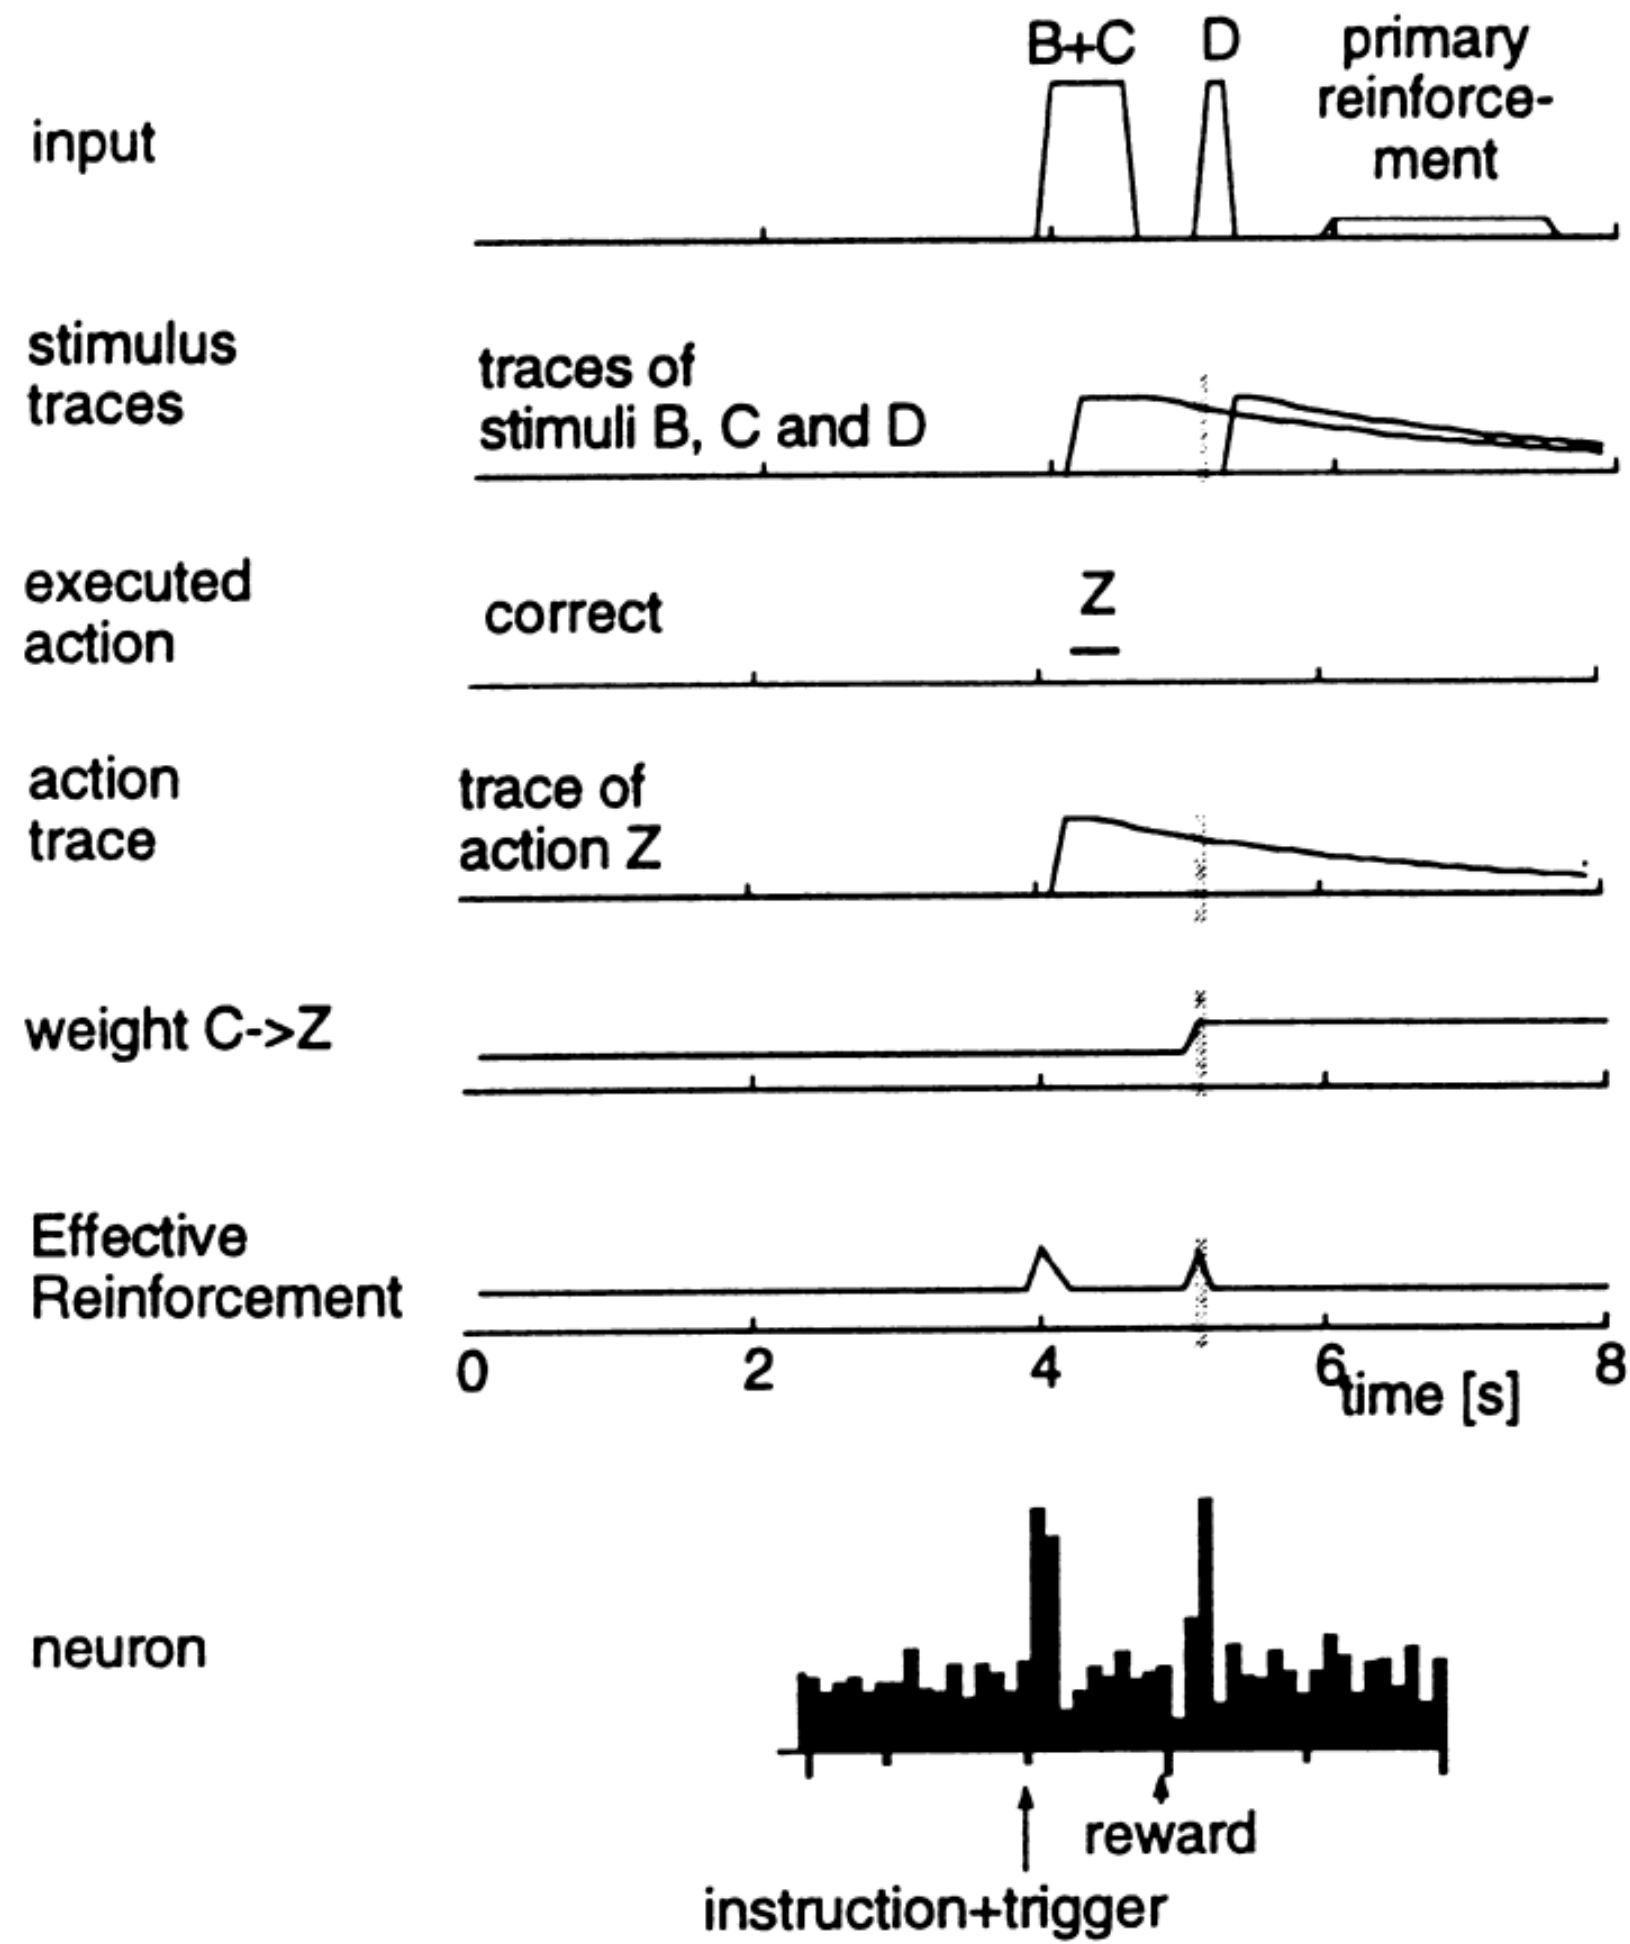 B+C D primary
reinforce-
ment
input
stimulus
traces
traces of
stimuli B, C and D
executed
action
correct
Z
action
trace
trace of
action Z
weight C->Z
Effective
Reinforcement
0 2 4 6 8
time [s]
neuron
reward
instruction+trigger